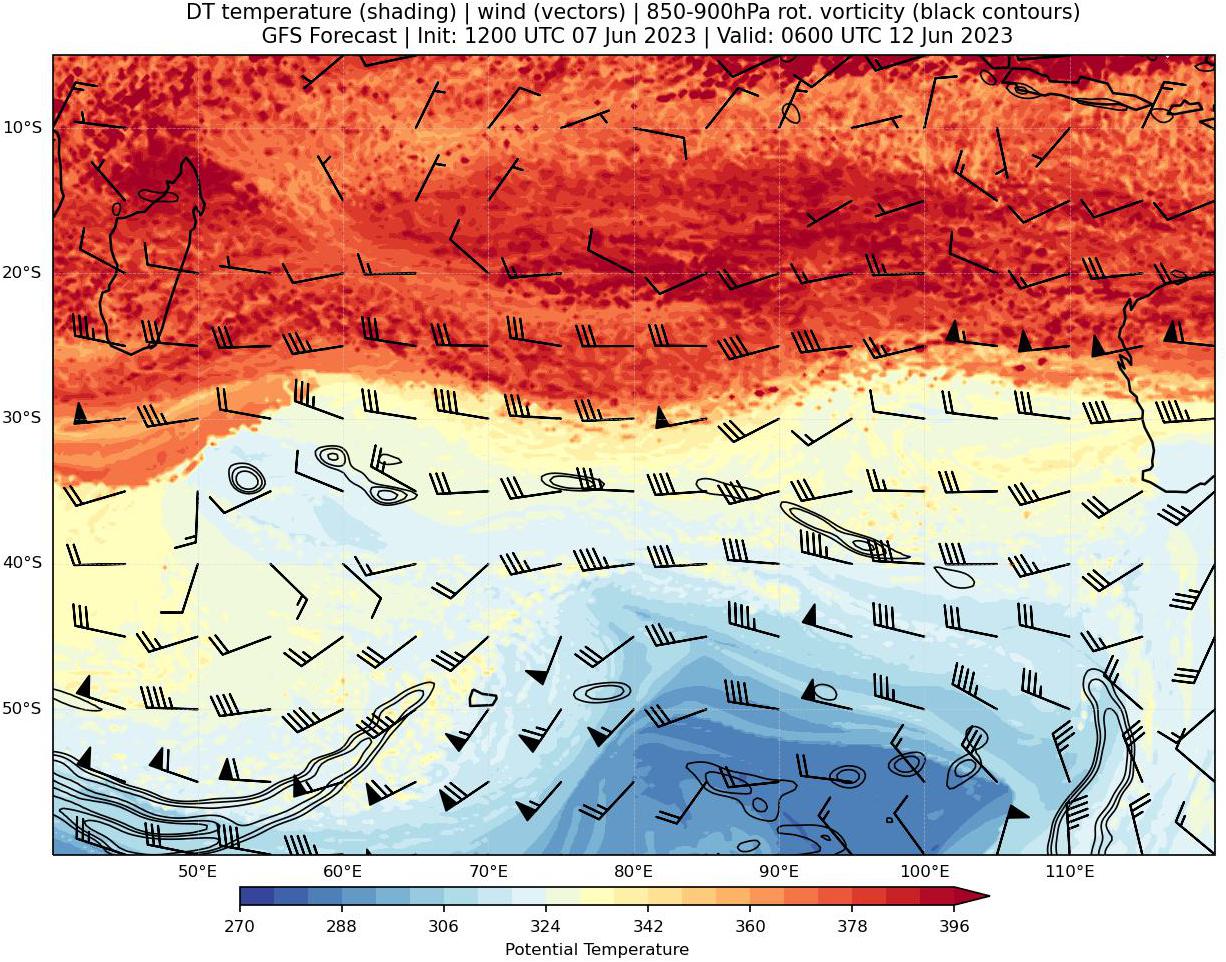 DT temperature (shading) | wind (vectors) | 850-900hPa rot. vorticity (black contours)
GFS Forecast | Init: 1200 UTC 07 Jun 2023 | Valid: 0600 UTC 12 Jun 2023
10°S
20°S
30°S
40°S
50°S
50°E 60°E 70°E 80°E 90°E 100°E 110°E
270 288 306 324 342 360 378 396
Potential Temperature